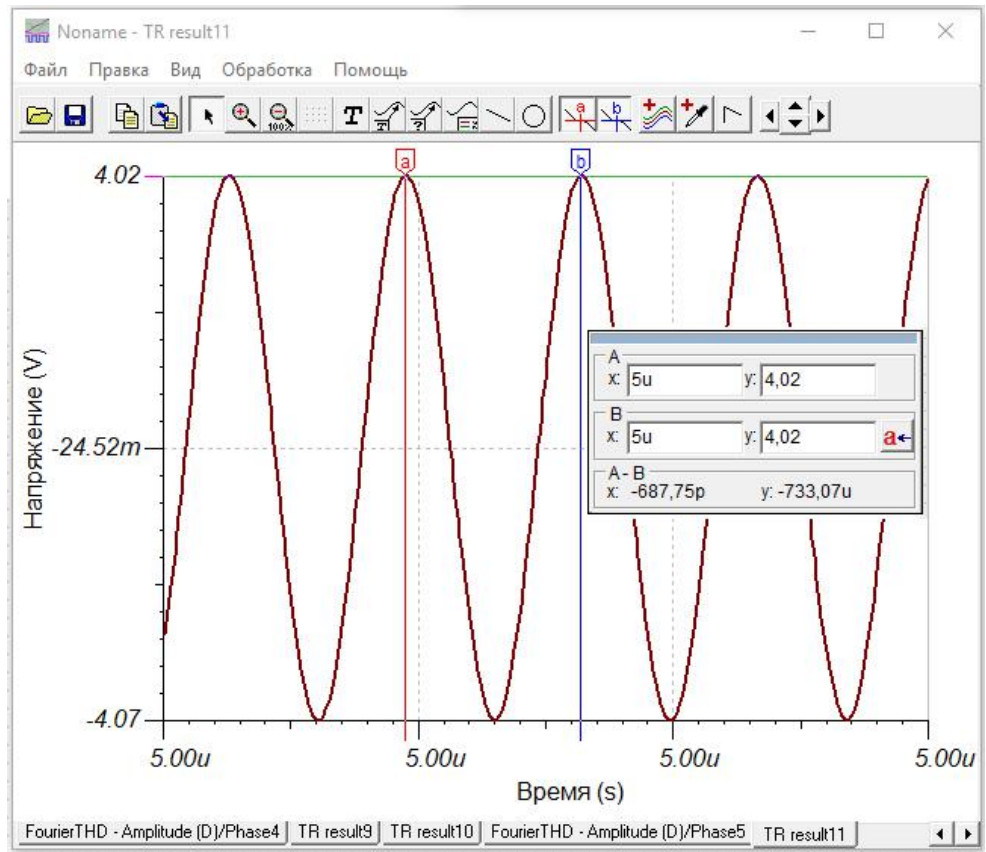 Noname - TR result11
Файл Правка Вид Обработка Помощь
100% T T ? = z a b
a b
4.02
-24.52m
-4.07
Напряжение (V)
A
x: 5u y: 4,02
B
x: 5u y: 4,02 a
A - B
x: -687,75p y: -733,07u
5.00u 5.00u 5.00u 5.00u
Время (s)
FourierTHD - Amplitude (D)/Phase4 TR result9 TR result10 FourierTHD - Amplitude (D)/Phase5 TR result11